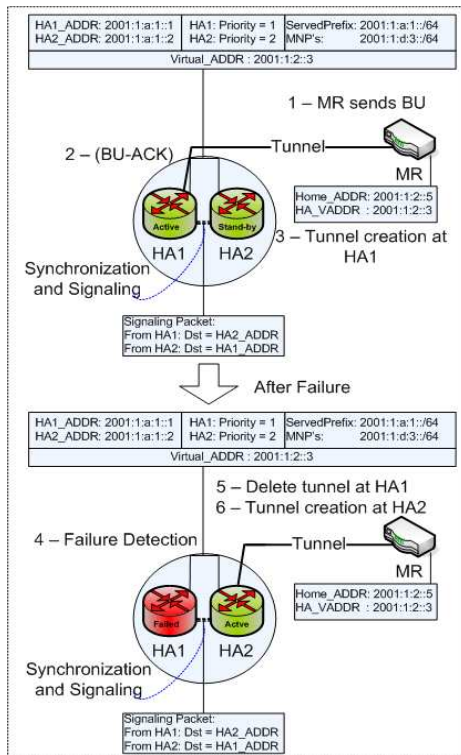 HA1_ADDR: 2001:1:a:1::1
HA2_ADDR: 2001:1:a:1::2
HA1: Priority = 1
HA2: Priority = 2
ServedPrefix: 2001:1:a:1::/64
MNP's: 2001:1:d:3::/64
Virtual_ADDR : 2001:1:2::3
1 – MR sends BU
2 – (BU-ACK)
Tunnel
MR
Active
Stand-by
HA1
HA2
Home_ADDR: 2001:1:2::5
HA_VADDR : 2001:1:2::3
3 – Tunnel creation at
HA1
Synchronization
and Signaling
Signaling Packet:
From HA1: Dst = HA2_ADDR
From HA2: Dst = HA1_ADDR
After Failure
HA1_ADDR: 2001:1:a:1::1
HA2_ADDR: 2001:1:a:1::2
HA1: Priority = 1
HA2: Priority = 2
ServedPrefix: 2001:1:a:1::/64
MNP's: 2001:1:d:3::/64
Virtual_ADDR : 2001:1:2::3
5 – Delete tunnel at HA1
6 – Tunnel creation at HA2
4 – Failure Detection
Tunnel
MR
Failed
Actve
HA1
HA2
Home_ADDR: 2001:1:2::5
HA_VADDR : 2001:1:2::3
Synchronization
and Signaling
Signaling Packet:
From HA1: Dst = HA2_ADDR
From HA2: Dst = HA1_ADDR